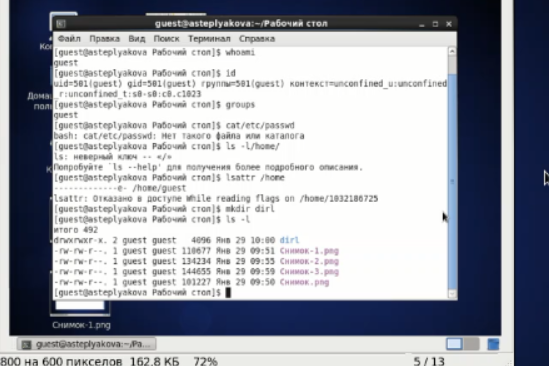 guest@asteplyakova:~/Рабочий стол
Файл Правка Вид Поиск Терминал Справка
[guest@asteplyakova Рабочий стол]$ whoami
guest
[guest@asteplyakova Рабочий стол]$ id
uid=501(guest) gid=501(guest) группы=501(guest) контекст=unconfined_u:unconfined
_r:unconfined_t:s0-s0:c0.c1023
[guest@asteplyakova Рабочий стол]$ groups
guest
[guest@asteplyakova Рабочий стол]$ cat/etc/passwd
bash: cat/etc/passwd: Нет такого файла или каталога
[guest@asteplyakova Рабочий стол]$ ls -l/home/
ls: неверный ключ -- «/»
Попробуйте `ls --help' для получения более подробного описания.
[guest@asteplyakova Рабочий стол]$ lsattr /home
-------------e- /home/guest
lsattr: Отказано в доступе While reading flags on /home/1032186725
[guest@asteplyakova Рабочий стол]$ mkdir dirl
[guest@asteplyakova Рабочий стол]$ ls -l
итого 492
drwxrwxr-x. 2 guest guest 4096 Янв 29 10:00 dirl
-rw-rw-r--. 1 guest guest 110677 Янв 29 09:51 Снимок-1.png
-rw-rw-r--. 1 guest guest 134234 Янв 29 09:55 Снимок-2.png
-rw-rw-r--. 1 guest guest 144655 Янв 29 09:59 Снимок-3.png
-rw-rw-r--. 1 guest guest 101227 Янв 29 09:50 Снимок.png
[guest@asteplyakova Рабочий стол]$
Снимок-1.png
guest@asteplyakova:~/Ра...
800 на 600 пикселов 162,8 КБ 72% 5 / 13